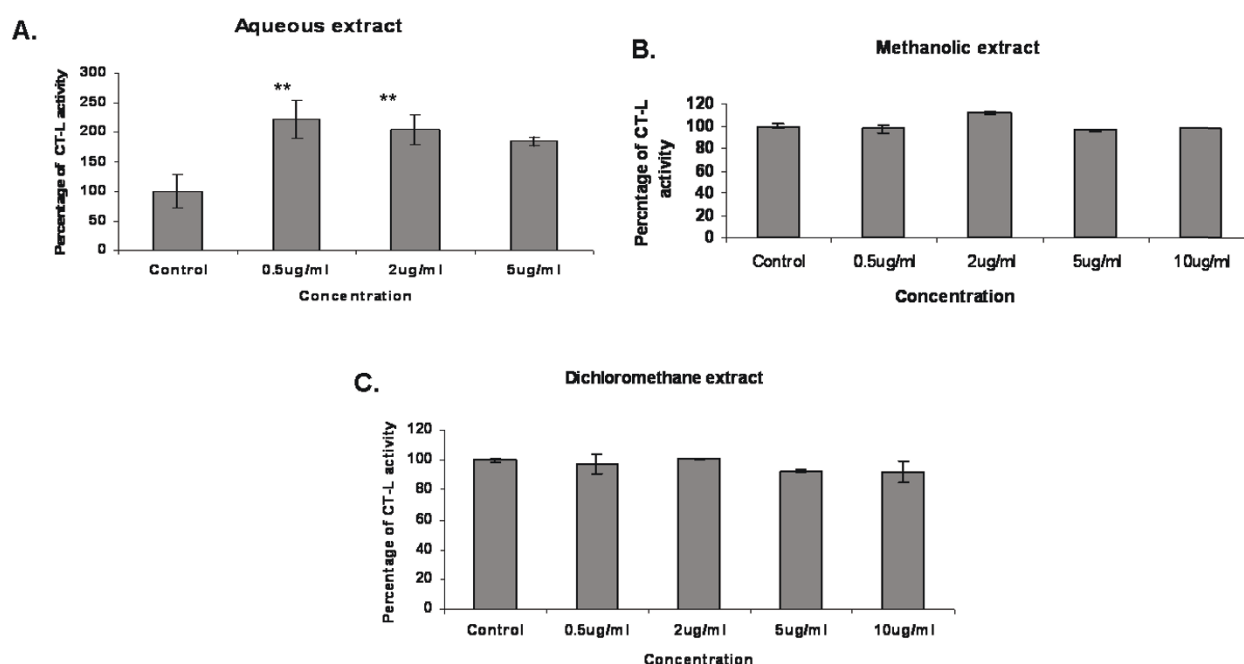 A.
Aqueous extract
Percentage of CT-L activity
300
250
200
150
100
50
0
**
**
Control 0.5ug/ml 2ug/ml 5ug/ml
Concentration
B.
Methanolic extract
Percntage of CT-L
activity
120
100
80
60
40
20
0
Control 0.5ug/ml 2ug/ml 5ug/ml 10ug/ml
Concentration
C.
Dichloromethane extract
Percentage of CT-L activity
120
100
80
60
40
20
0
Control 0.5ug/ml 2ug/ml 5ug/ml 10ug/ml
Concentration